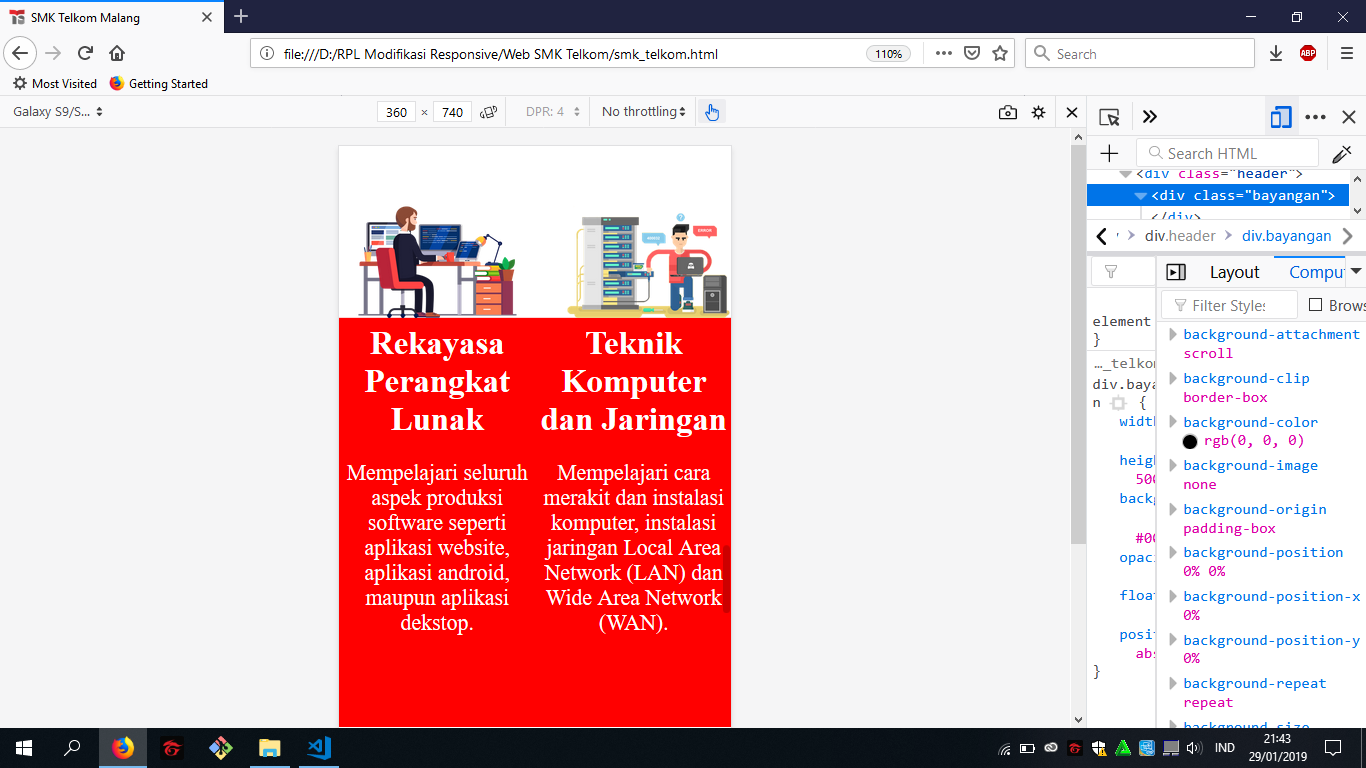 SMK Telkom Malang
file:///D:/RPL Modifikasi Responsive/Web SMK Telkom/smk_telkom.html
110%
Search
ABP
Most Visited
Getting Started
Galaxy S9/S...
360 × 740
DPR: 4
No throttling
Search HTML
<div class="header">
<div class="bayangan">
</div>
div.header
div.bayangan
Layout
Compu
Filter Styles
Brows
element
}
…_telkom
div.baya
n {
width
heigh
500
backg
#00
opaci
float
posit
abs
}
background-attachment
scroll
background-clip
border-box
background-color
rgb(0, 0, 0)
background-image
none
background-origin
padding-box
background-position
0% 0%
background-position-x
0%
background-position-y
0%
background-repeat
repeat
background-size
Rekayasa
Perangkat
Lunak
Mempelajari seluruh
aspek produksi
software seperti
aplikasi website,
aplikasi android,
maupun aplikasi
dekstop.
Teknik
Komputer
dan Jaringan
Mempelajari cara
merakit dan instalasi
komputer, instalasi
jaringan Local Area
Network (LAN) dan
Wide Area Network
(WAN).
IND
21:43
29/01/2019